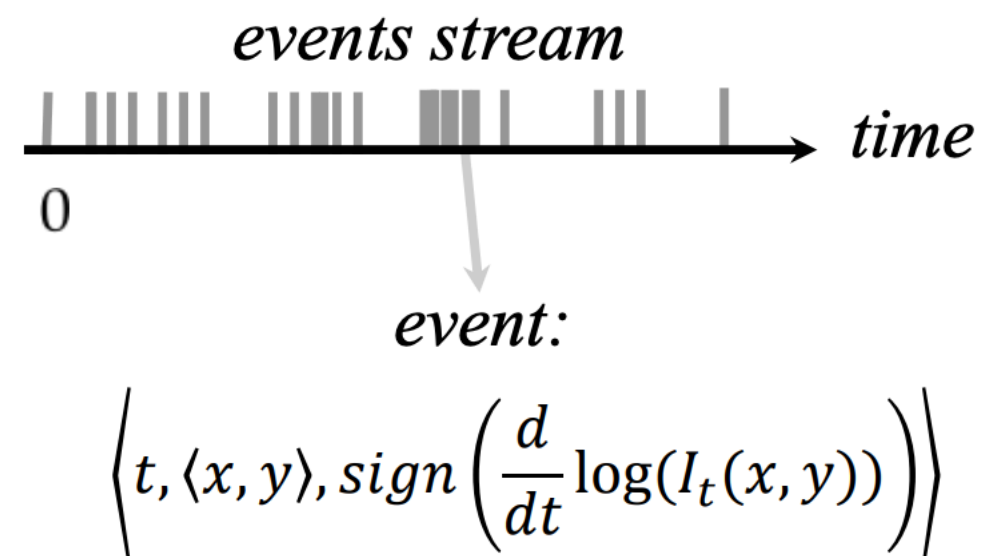 events stream
time
0
event:
⟨t, ⟨x, y⟩, sign(d/dt log(I_t(x, y)))⟩